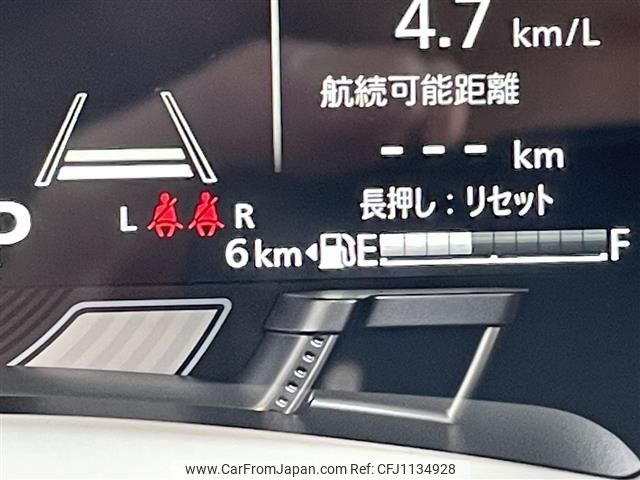 4.7 km/L
航続可能距離
--- km
長押し：リセット
L R
P
6 km E F
www.CarFromJapan.com - CFJ1134928